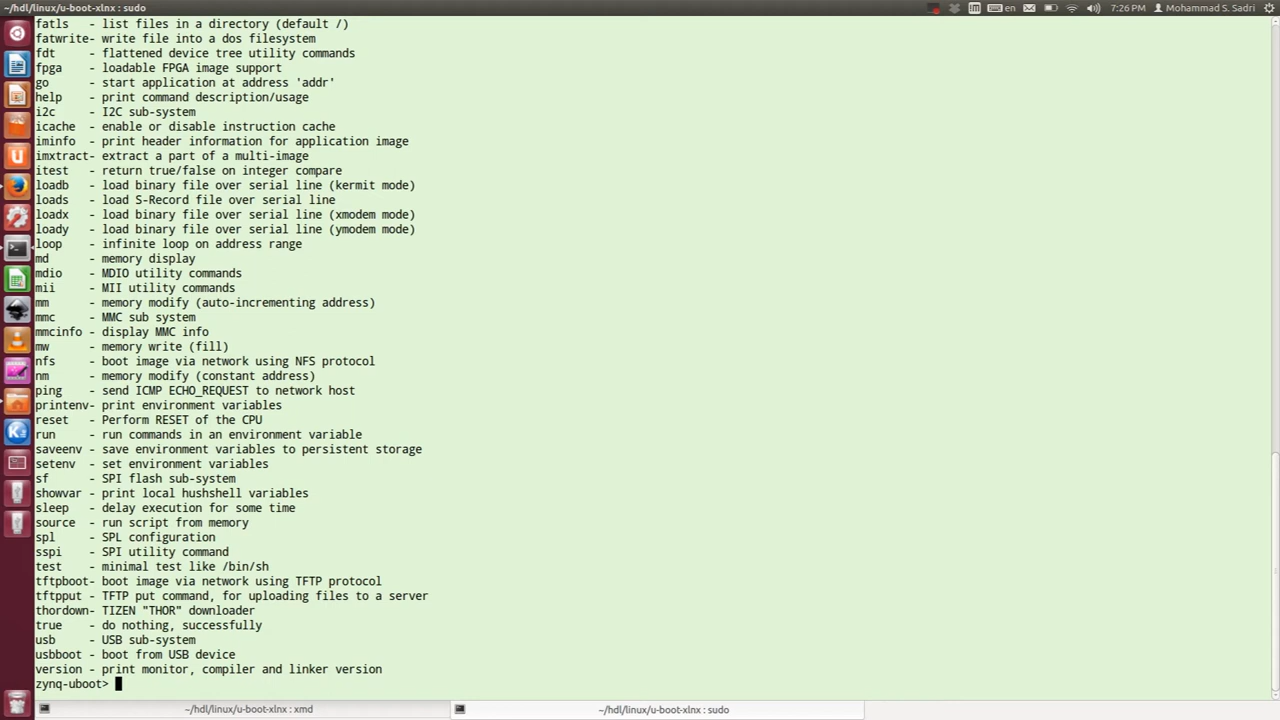 ~/hdl/linux/u-boot-xlnx : sudo
en
7:26 PM
Mohammad S. Sadri
fatls - list files in a directory (default /)
fatwrite- write file into a dos filesystem
fdt - flattened device tree utility commands
fpga - loadable FPGA image support
go - start application at address 'addr'
help - print command description/usage
i2c - I2C sub-system
icache - enable or disable instruction cache
iminfo - print header information for application image
imxtract- extract a part of a multi-image
itest - return true/false on integer compare
loadb - load binary file over serial line (kermit mode)
loads - load S-Record file over serial line
loadx - load binary file over serial line (xmodem mode)
loady - load binary file over serial line (ymodem mode)
loop - infinite loop on address range
md - memory display
mdio - MDIO utility commands
mii - MII utility commands
mm - memory modify (auto-incrementing address)
mmc - MMC sub system
mmcinfo - display MMC info
mw - memory write (fill)
nfs - boot image via network using NFS protocol
nm - memory modify (constant address)
ping - send ICMP ECHO_REQUEST to network host
printenv- print environment variables
reset - Perform RESET of the CPU
run - run commands in an environment variable
saveenv - save environment variables to persistent storage
setenv - set environment variables
sf - SPI flash sub-system
showvar - print local hushshell variables
sleep - delay execution for some time
source - run script from memory
spl - SPL configuration
sspi - SPI utility command
test - minimal test like /bin/sh
tftpboot- boot image via network using TFTP protocol
tftpput - TFTP put command, for uploading files to a server
thordown- TIZEN "THOR" downloader
true - do nothing, successfully
usb - USB sub-system
usbboot - boot from USB device
version - print monitor, compiler and linker version
zynq-uboot>
~/hdl/linux/u-boot-xlnx : xmd
~/hdl/linux/u-boot-xlnx : sudo